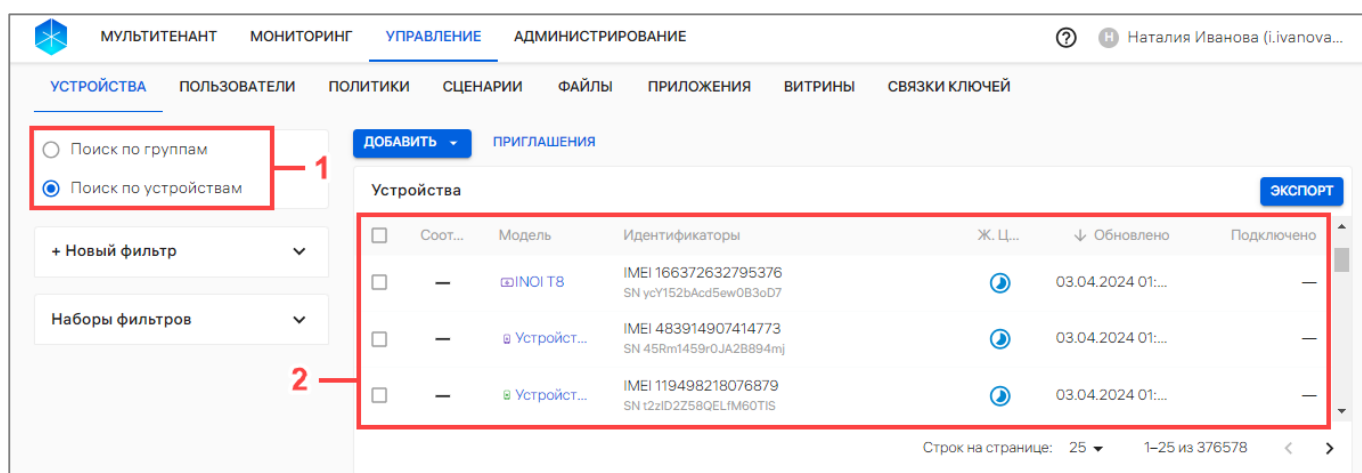 МУЛЬТИТЕНАНТ МОНИТОРИНГ УПРАВЛЕНИЕ АДМИНИСТРИРОВАНИЕ ? Н Наталия Иванова (i.ivanova...
УСТРОЙСТВА ПОЛЬЗОВАТЕЛИ ПОЛИТИКИ СЦЕНАРИИ ФАЙЛЫ ПРИЛОЖЕНИЯ ВИТРИНЫ СВЯЗКИ КЛЮЧЕЙ
Поиск по группам
Поиск по устройствам
1
+ Новый фильтр
Наборы фильтров
ДОБАВИТЬ ПРИГЛАШЕНИЯ
Устройства ЭКСПОРТ
2
Соот... Модель Идентификаторы Ж. Ц... Обновлено Подключено
— INOI T8 IMEI 166372632795376 03.04.2024 01:... —
SN ycY152bAcd5ew0B3oD7
— Устройст... IMEI 483914907414773 03.04.2024 01:... —
SN 45Rm1459r0JA2B894mj
— Устройст... IMEI 119498218076879 03.04.2024 01:... —
SN t2zID2Z58QELfM60TIS
Строк на странице: 25 1–25 из 376578 < >